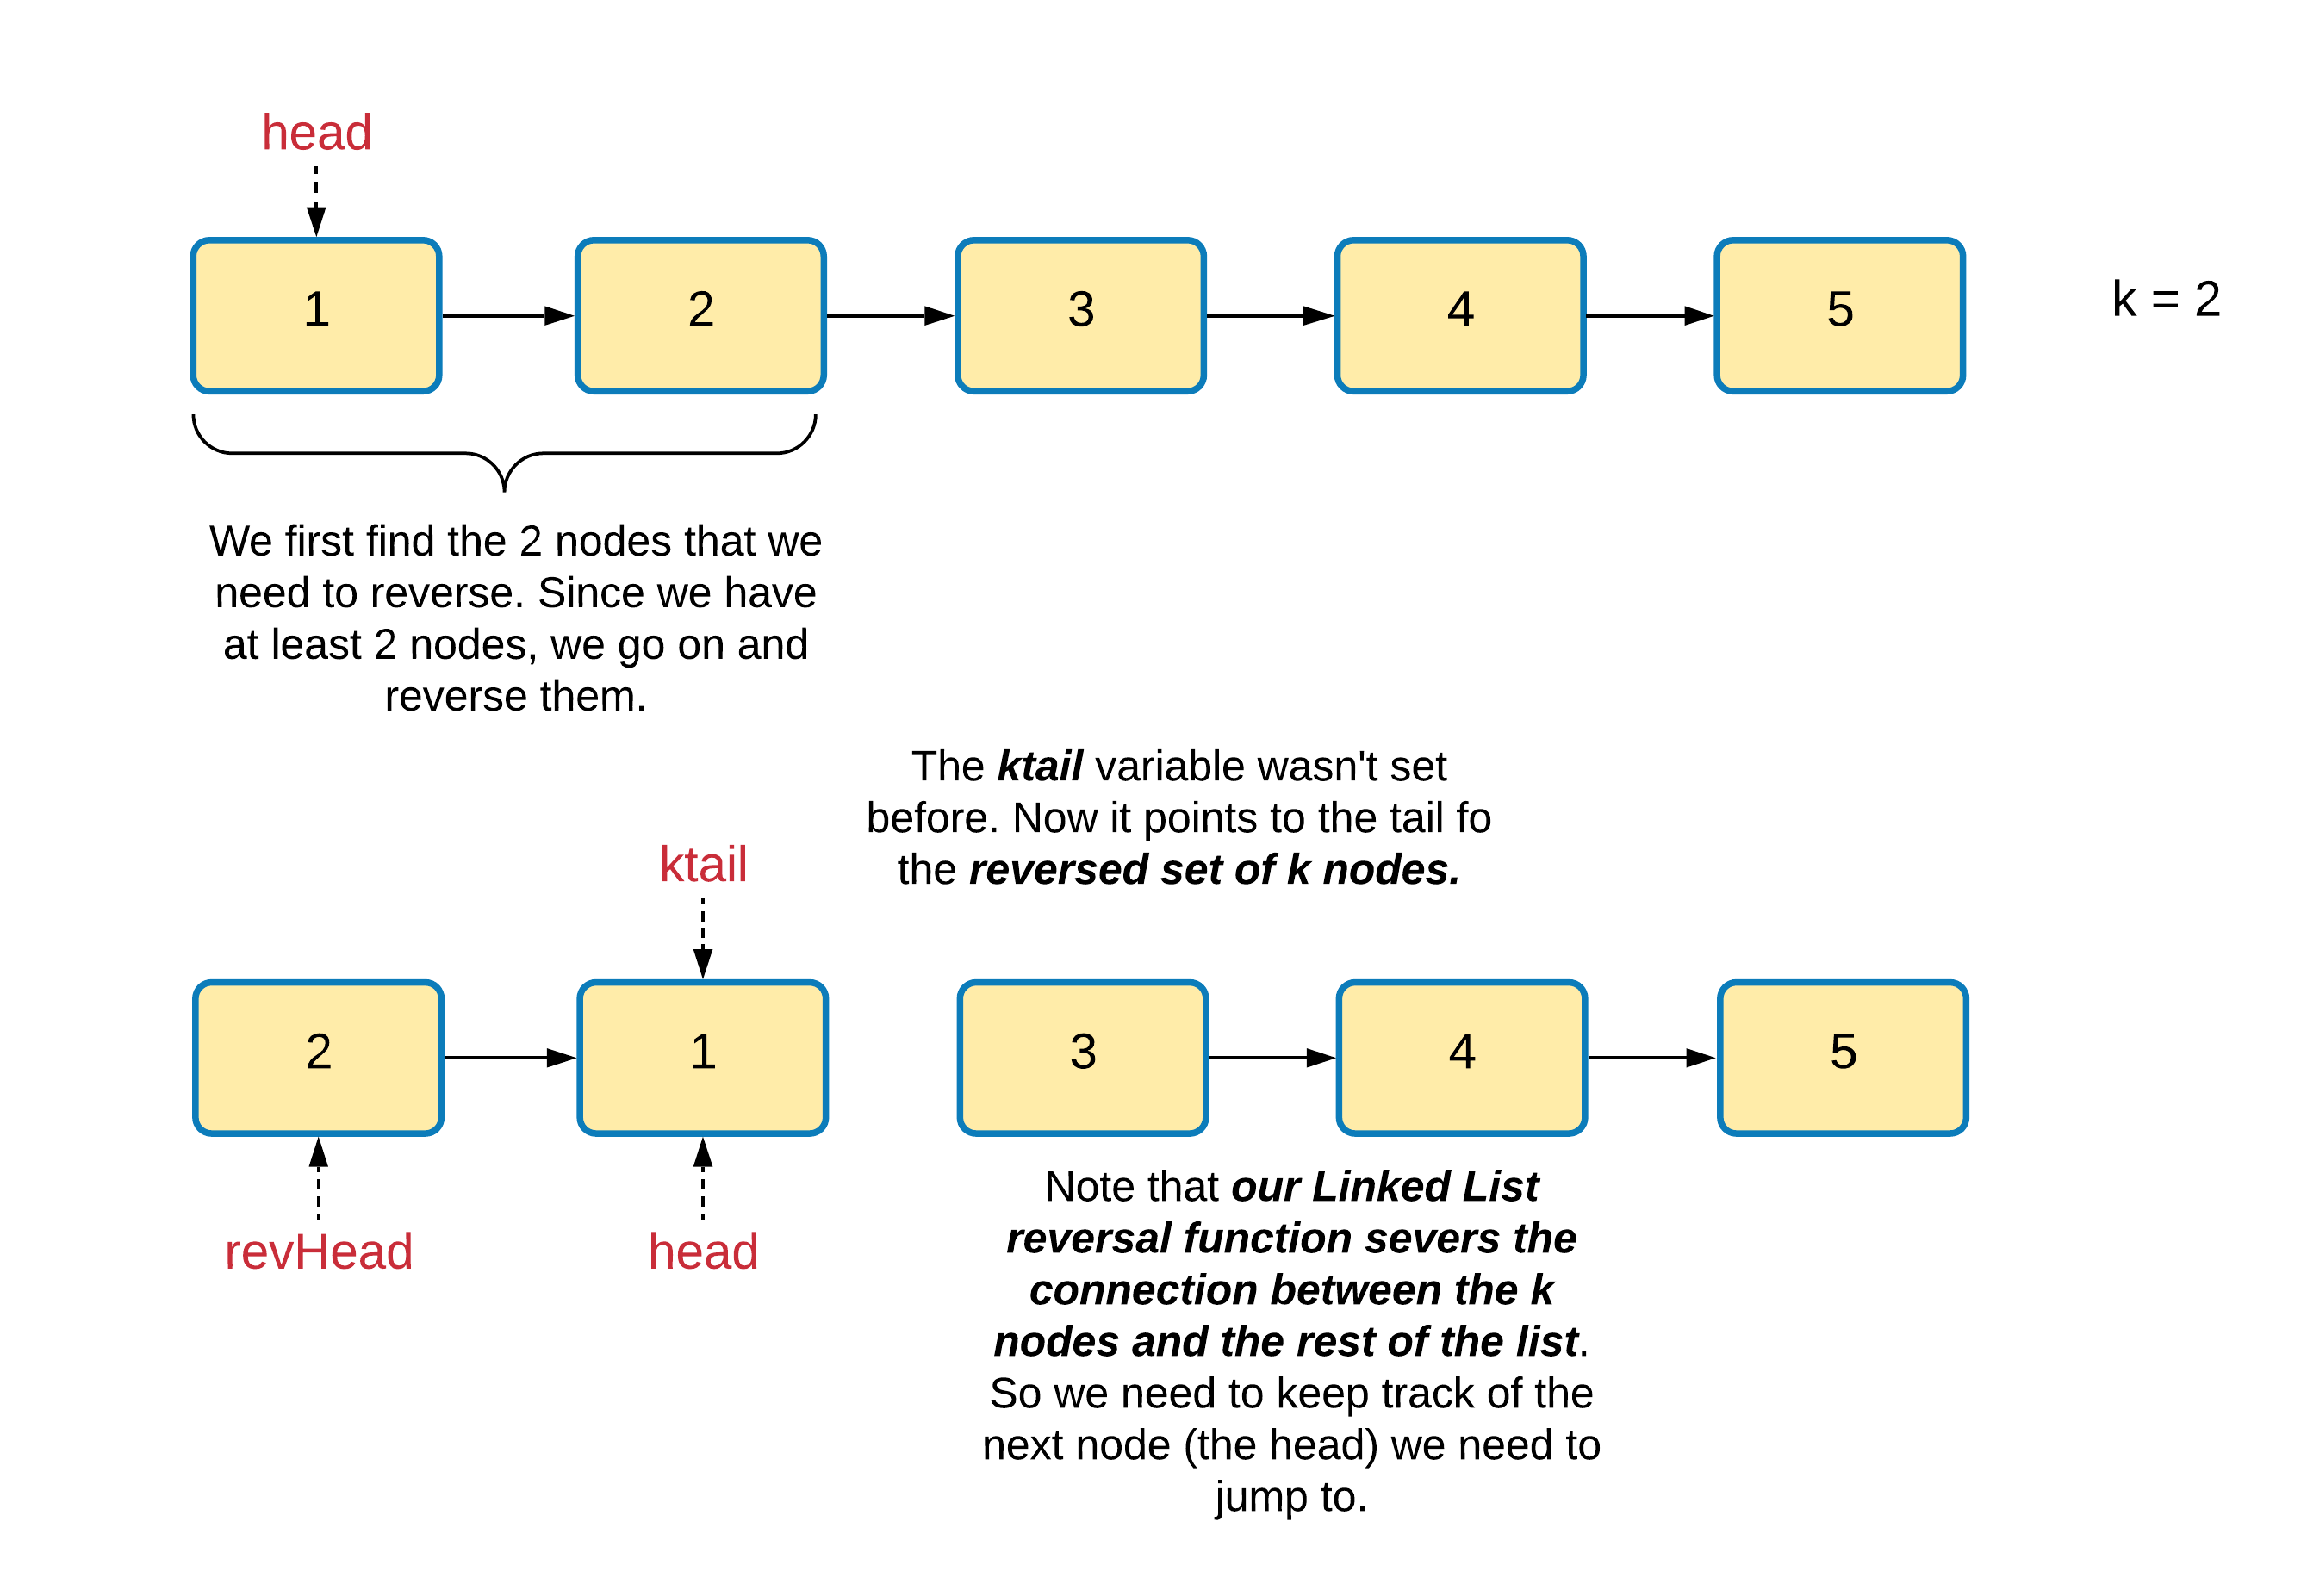 head
1
2
3
4
5
k = 2
We first find the 2 nodes that we
need to reverse. Since we have
at least 2 nodes, we go on and
reverse them.
The ktail variable wasn't set
before. Now it points to the tail fo
the reversed set of k nodes.
ktail
2
1
3
4
5
revHead
head
Note that our Linked List
reversal function severs the
connection between the k
nodes and the rest of the list.
So we need to keep track of the
next node (the head) we need to
jump to.